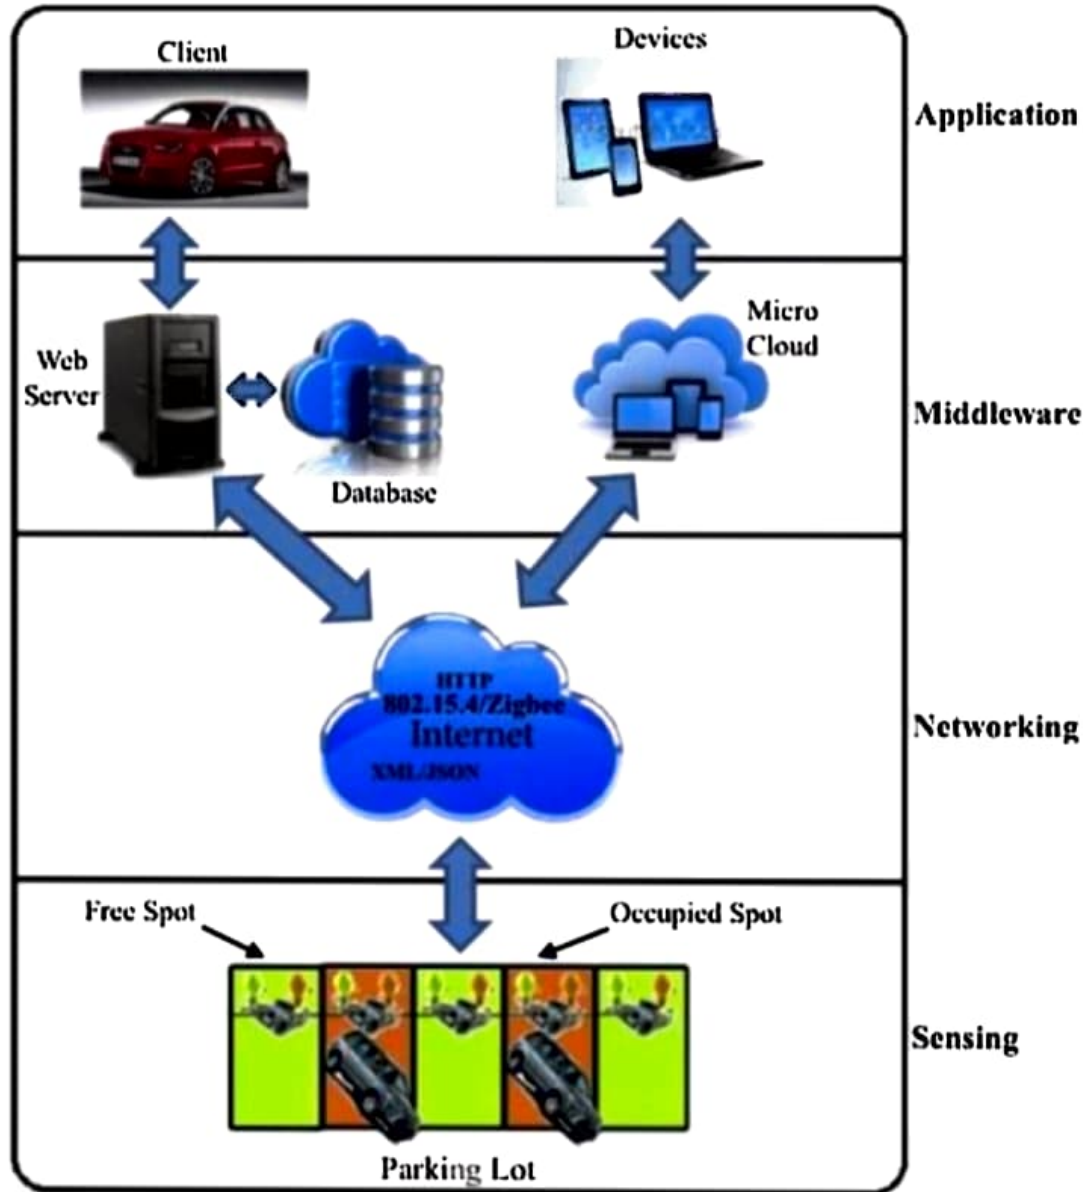 Client
Devices
Application
Micro
Cloud
Web
Server
Middleware
Database
HTTP
802.15.4/Zigbee
Internet
XML/JSON
Networking
Free Spot
Occupied Spot
Sensing
Parking Lot